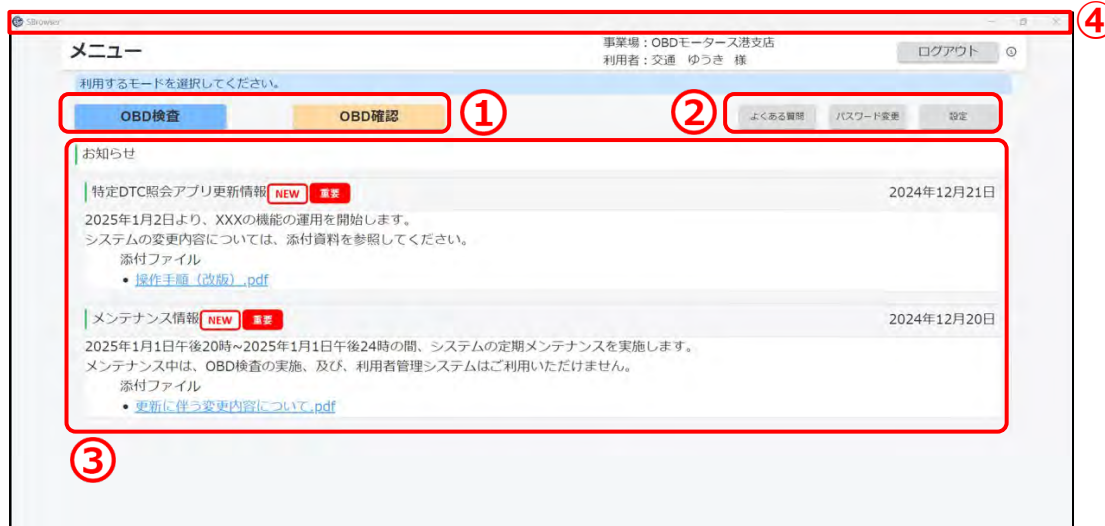 SBrowser
④
メニュー
事業場:OBDモータース港支店
利用者:交通 ゆうき 様
ログアウト
利用するモードを選択してください。
OBD検査
OBD確認
①
②
よくある質問
パスワード変更
設定
お知らせ
特定DTC照会アプリ更新情報 NEW 重要 2024年12月21日
2025年1月2日より、XXXの機能の運用を開始します。
システムの変更内容については、添付資料を参照してください。
添付ファイル
• 操作手順(改版).pdf
メンテナンス情報 NEW 重要 2024年12月20日
2025年1月1日午後20時~2025年1月1日午後24時の間、システムの定期メンテナンスを実施します。
メンテナンス中は、OBD検査の実施、及び、利用者管理システムはご利用いただけません。
添付ファイル
• 更新に伴う変更内容について.pdf
③